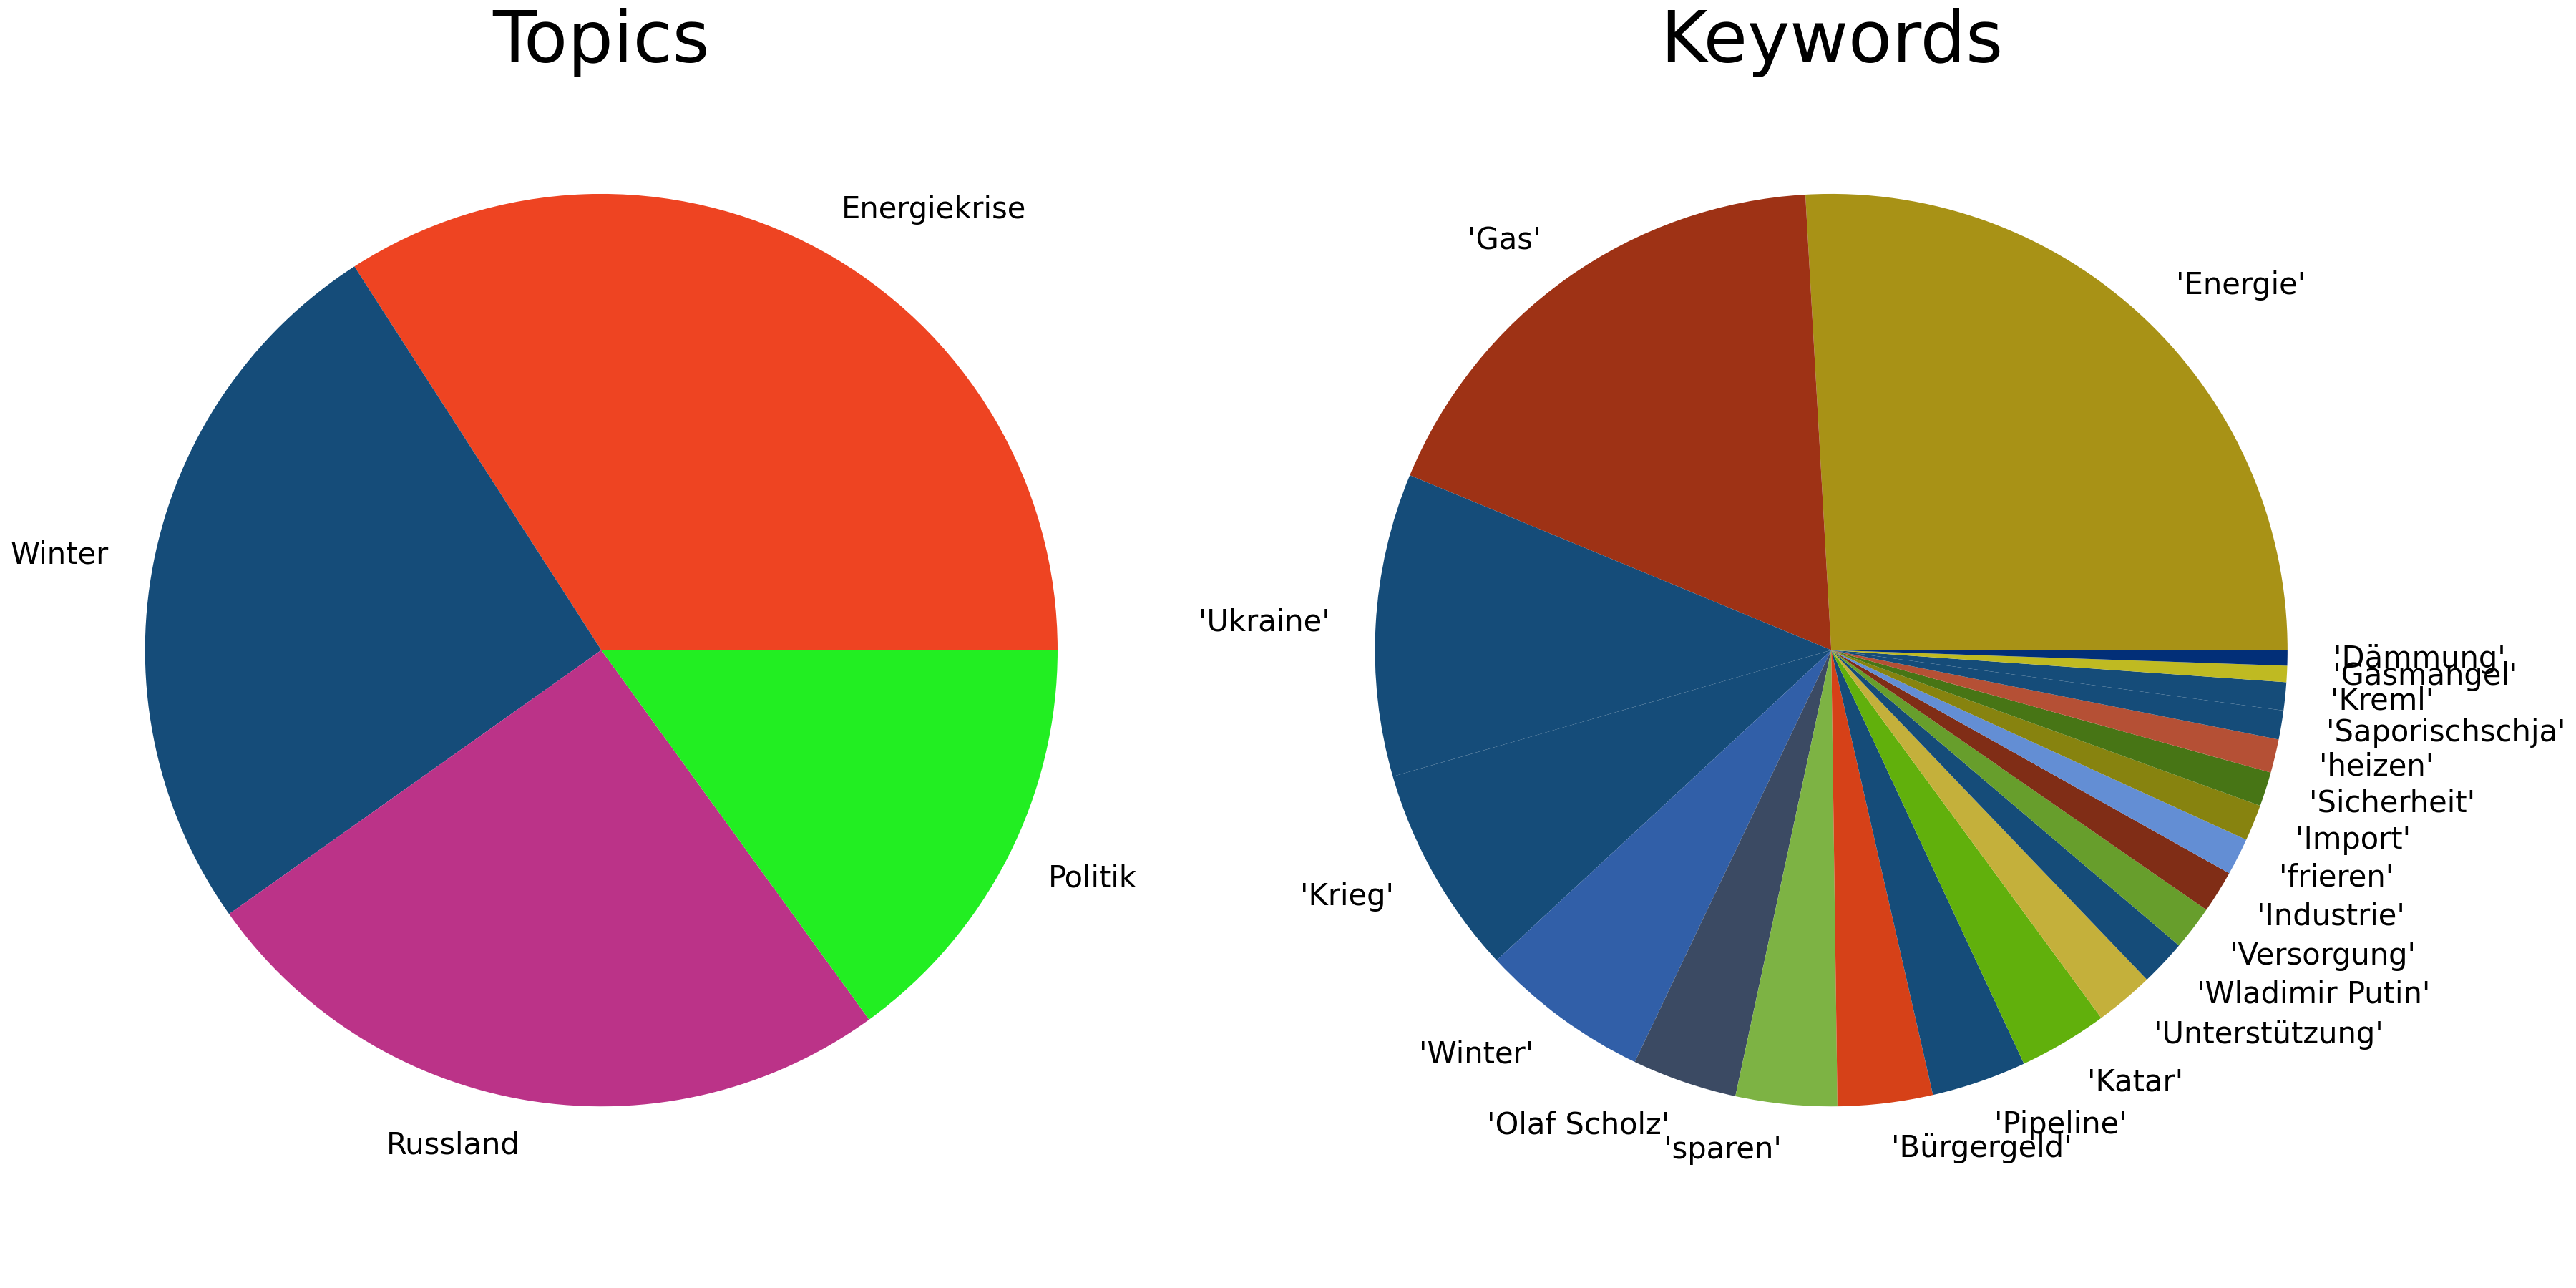 Topics
Energiekrise
Winter
Russland
Politik
Keywords
'Energie'
'Gas'
'Ukraine'
'Krieg'
'Winter'
'Olaf Scholz'
'sparen'
'Bürgergeld'
'Pipeline'
'Katar'
'Unterstützung'
'Wladimir Putin'
'Versorgung'
'Industrie'
'frieren'
'Import'
'Sicherheit'
'heizen'
'Saporischschja'
'Kreml'
'Gasmangel'
'Dämmung'